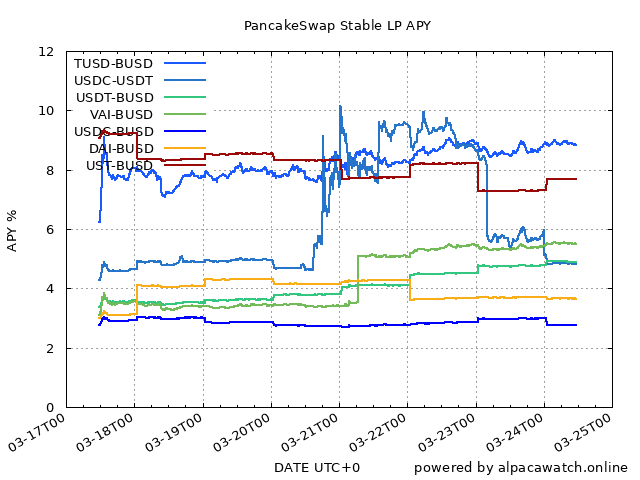 PancakeSwap Stable LP APY
12
10
8
6
4
2
0
APY %
TUSD-BUSD
USDC-USDT
USDT-BUSD
VAI-BUSD
USDC-BUSD
DAI-BUSD
UST-BUSD
03-17T00
03-18T00
03-19T00
03-20T00
03-21T00
03-22T00
03-23T00
03-24T00
03-25T00
DATE UTC+0
powered by alpacawatch.online